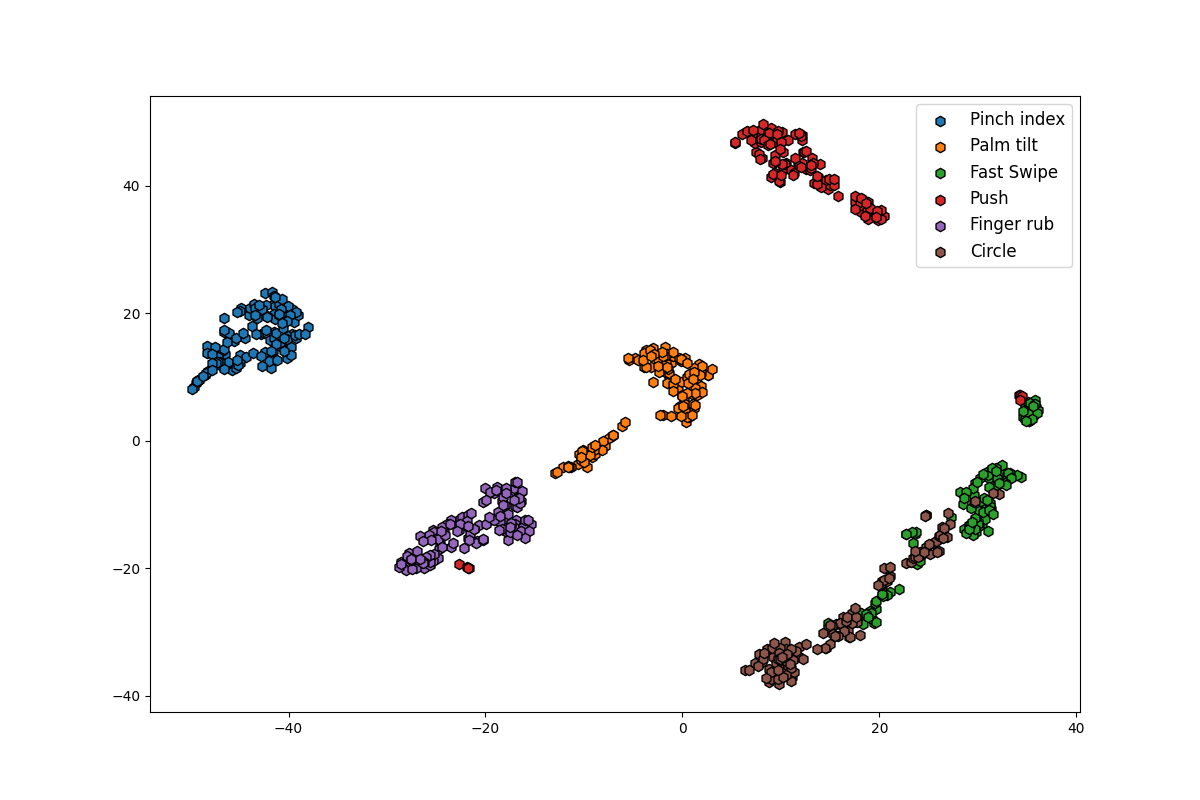 Pinch index
Palm tilt
Fast Swipe
Push
Finger rub
Circle
40
20
0
−20
−40
−40
−20
0
20
40